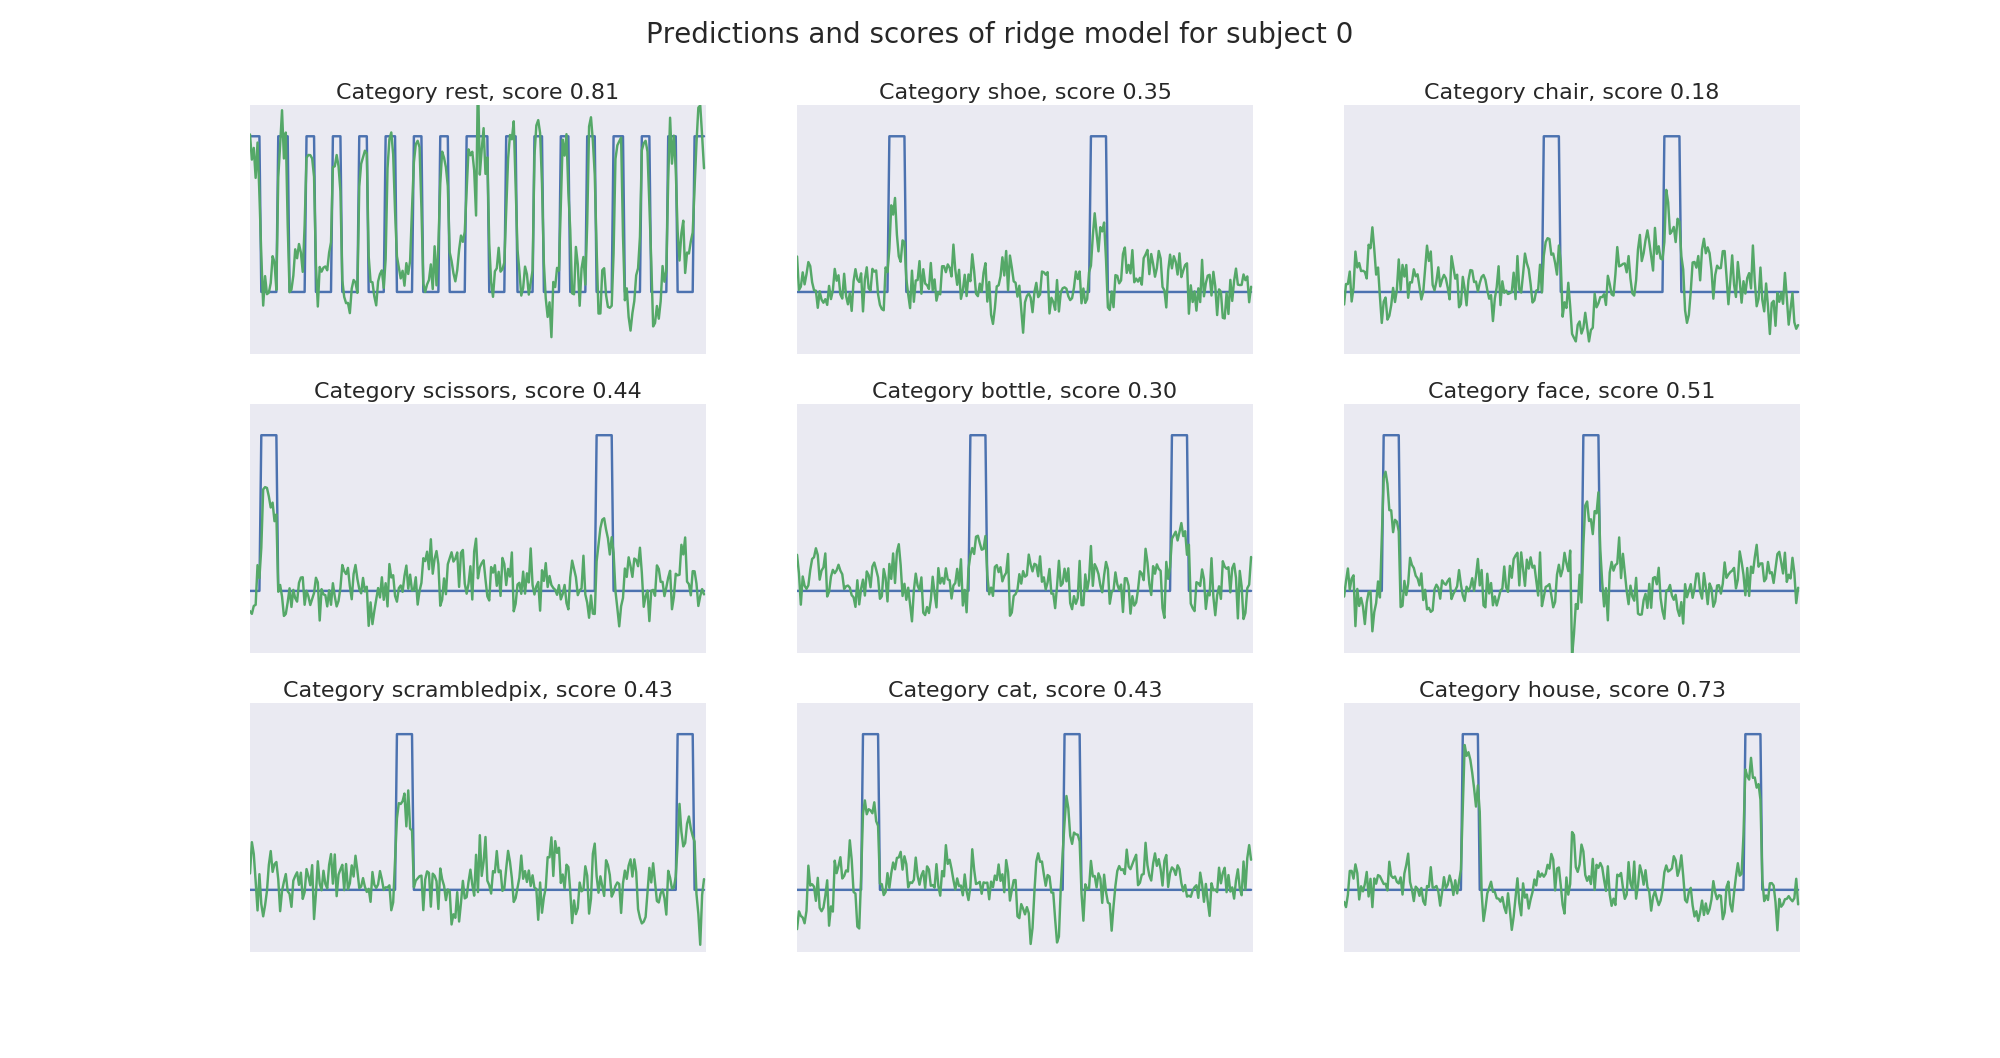 Predictions and scores of ridge model for subject 0
Category rest, score 0.81
Category shoe, score 0.35
Category chair, score 0.18
Category scissors, score 0.44
Category bottle, score 0.30
Category face, score 0.51
Category scrambledpix, score 0.43
Category cat, score 0.43
Category house, score 0.73